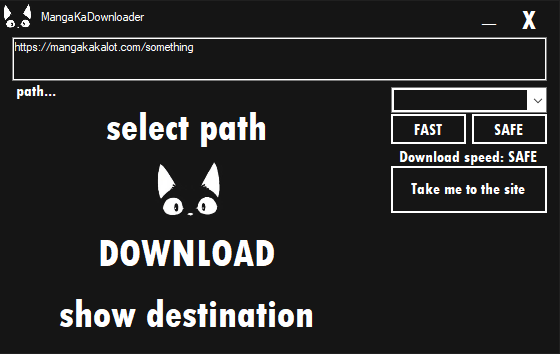 MangaKaDownloader
X
https://mangakakalot.com/something
path...
select path
FAST
SAFE
Download speed: SAFE
Take me to the site
DOWNLOAD
show destination